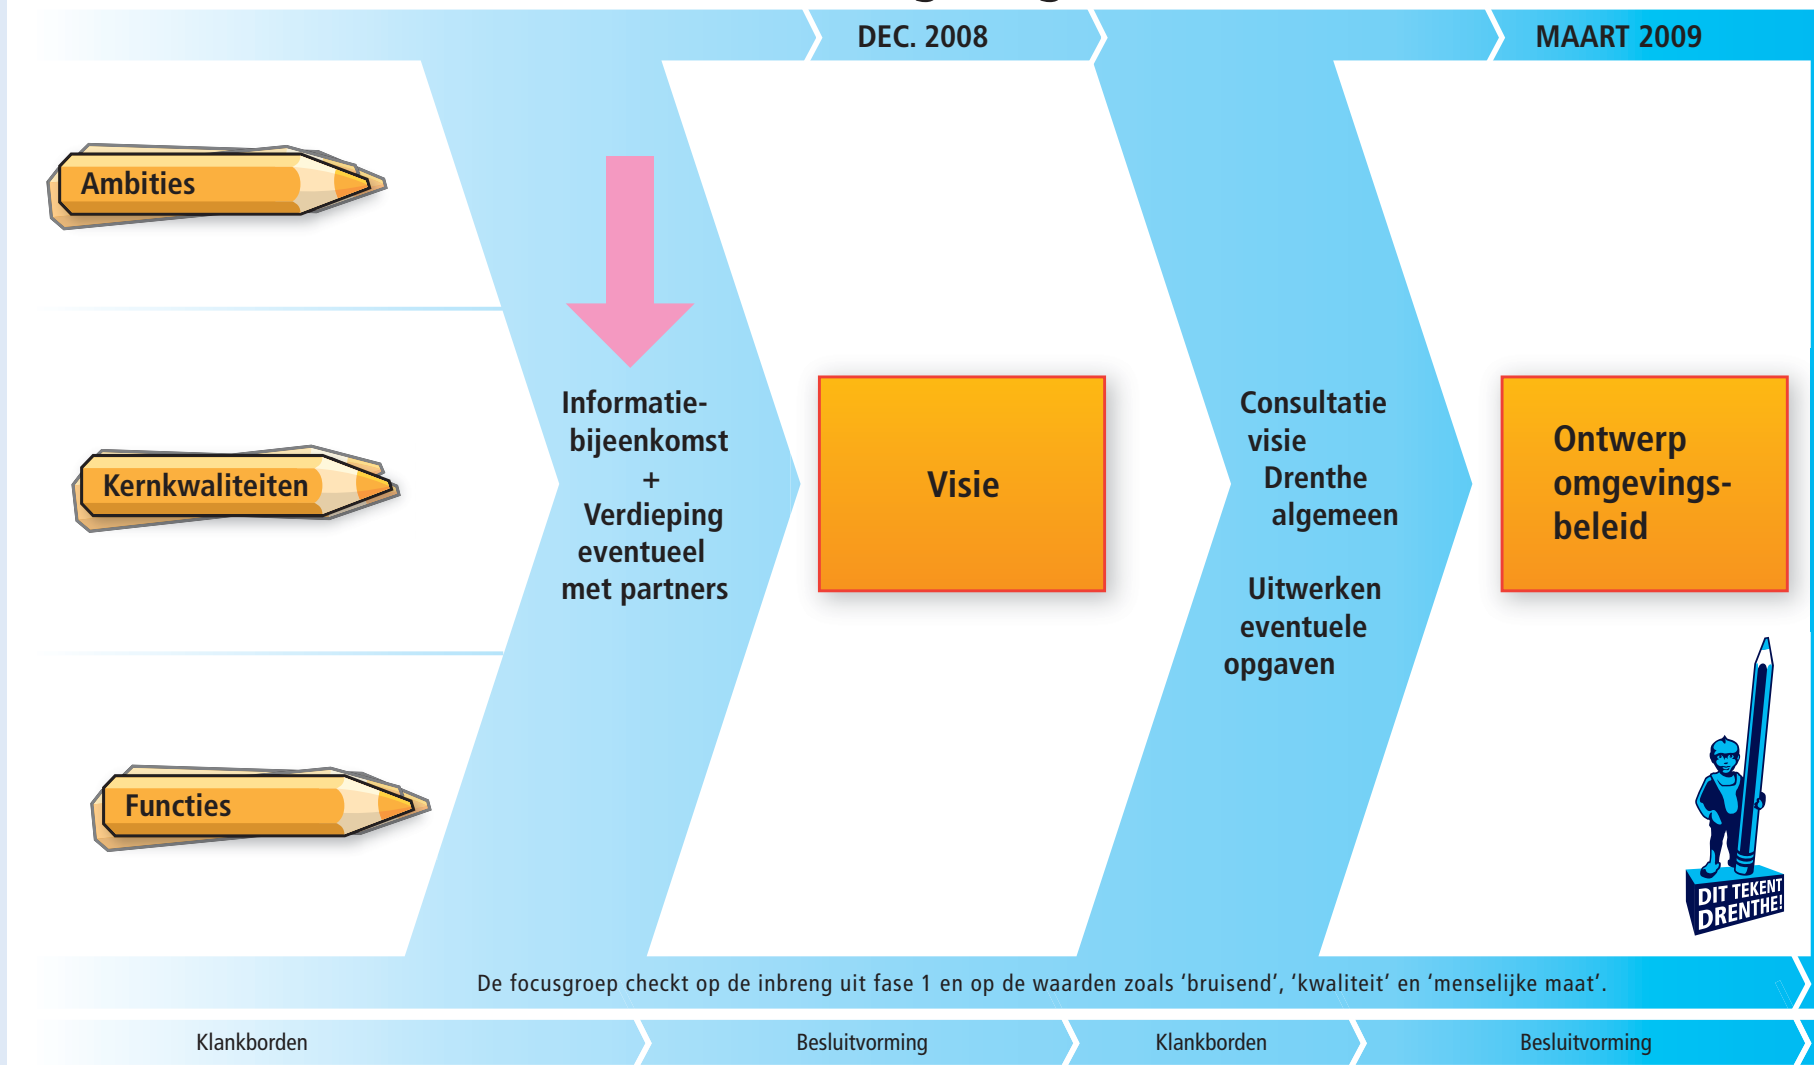 DEC. 2008
MAART 2009
Ambities
Kernkwaliteiten
Functies
Informatie-
bijeenkomst
+
Verdieping
eventueel
met partners
Visie
Consultatie
visie
Drenthe
algemeen
Uitwerken
eventuele
opgaven
Ontwerp
omgevings-
beleid
DIT TEKENT
DRENTHE!
De focusgroep checkt op de inbreng uit fase 1 en op de waarden zoals ‘bruisend’, ‘kwaliteit’ en ‘menselijke maat’.
Klankborden
Besluitvorming
Klankborden
Besluitvorming